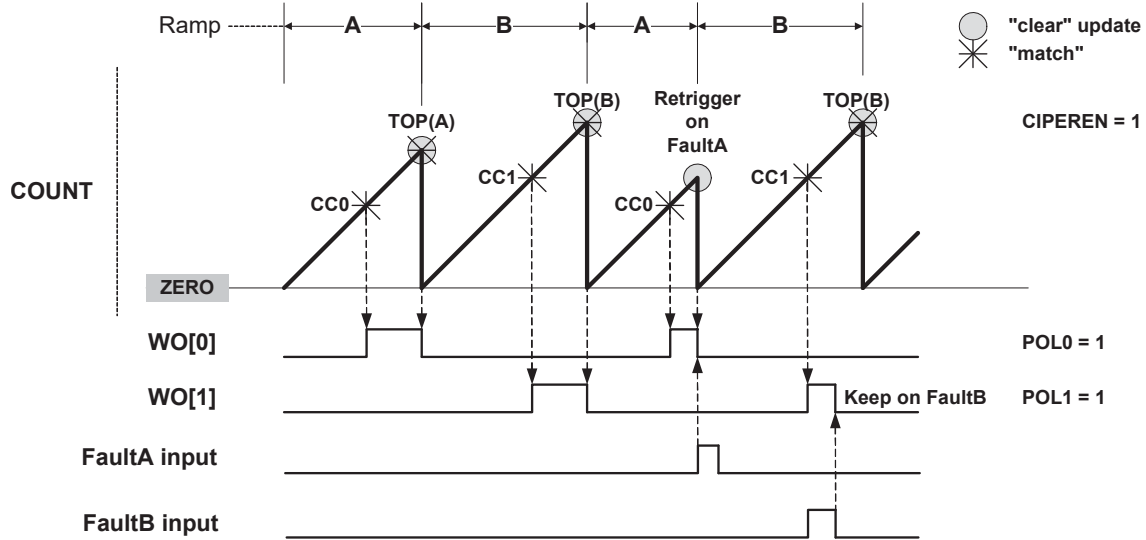 Ramp A B A B
"clear" update
"match"
TOP(A)
TOP(B)
Retrigger
on
FaultA
TOP(B)
CIPEREN = 1
COUNT
CC0
CC1
CC0
CC1
ZERO
WO[0]
POL0 = 1
WO[1]
Keep on FaultB
POL1 = 1
FaultA input
FaultB input